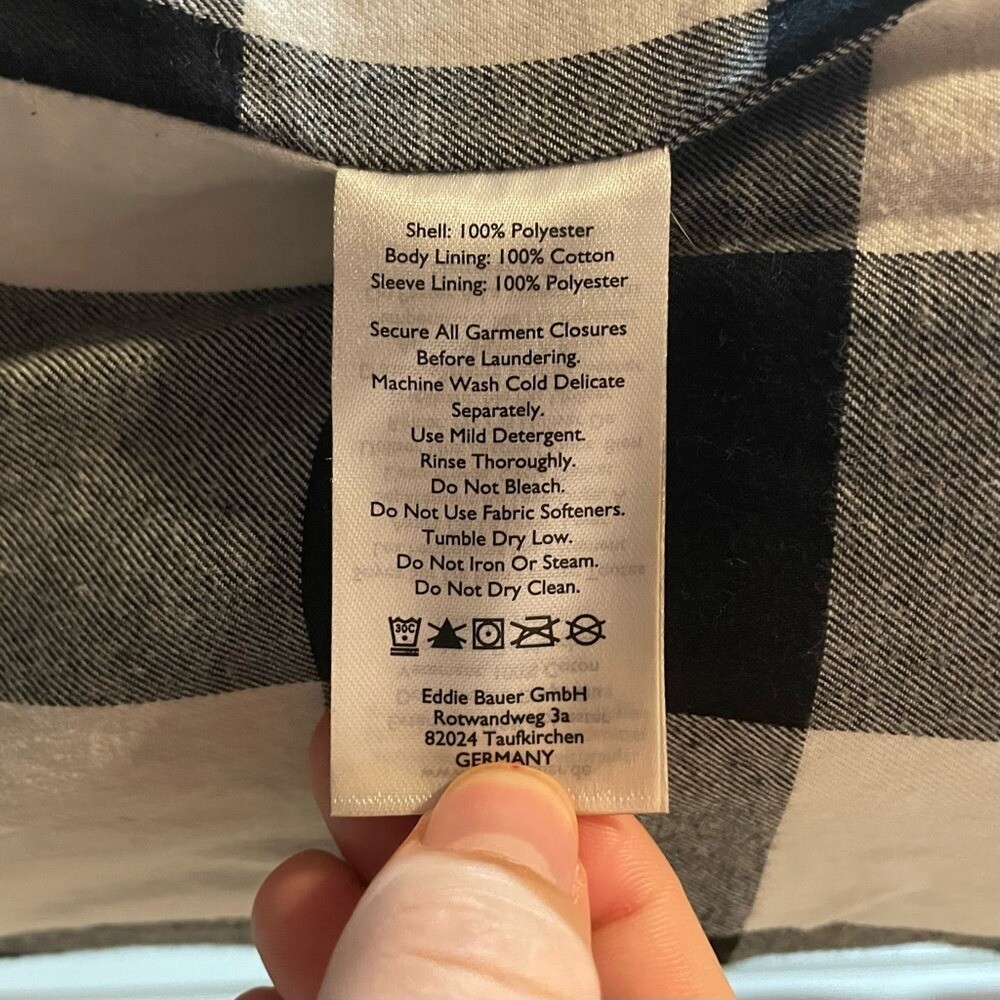 Shell: 100% Polyester
Body Lining: 100% Cotton
Sleeve Lining: 100% Polyester
Secure All Garment Closures
Before Laundering.
Machine Wash Cold Delicate
Separately.
Use Mild Detergent.
Rinse Thoroughly.
Do Not Bleach.
Do Not Use Fabric Softeners.
Tumble Dry Low.
Do Not Iron Or Steam.
Do Not Dry Clean.
30C
Eddie Bauer GmbH
Rotwandweg 3a
82024 Taufkirchen
GERMANY